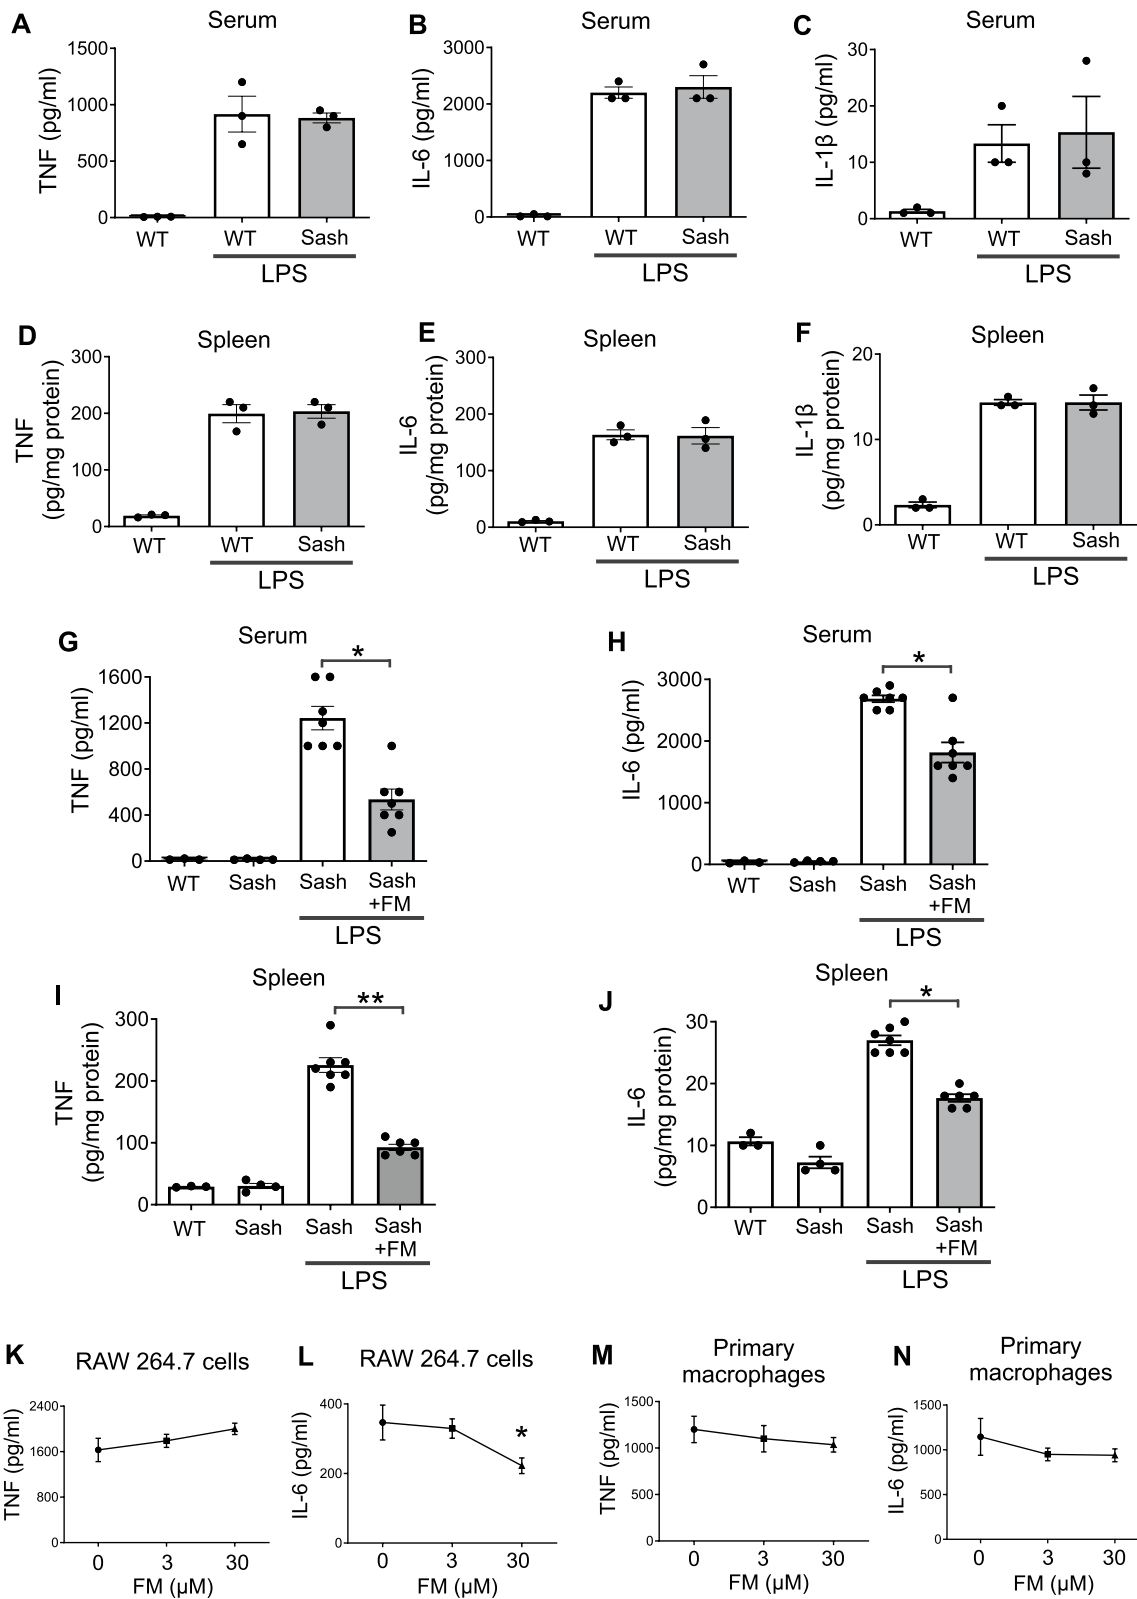 A
Serum
TNF (pg/ml)
1500
1000
500
0
WT
WT
Sash
LPS
B
Serum
IL-6 (pg/ml)
3000
2000
1000
0
WT
WT
Sash
LPS
C
Serum
IL-1β (pg/ml)
30
20
10
0
WT
WT
Sash
LPS
D
Spleen
TNF
(pg/mg protein)
300
200
100
0
WT
WT
Sash
LPS
E
Spleen
IL-6
(pg/mg protein)
300
200
100
0
WT
WT
Sash
LPS
F
Spleen
IL-1β
(pg/mg protein)
20
10
0
WT
WT
Sash
LPS
G
Serum
TNF (pg/ml)
1600
1200
800
400
0
*
WT
Sash
Sash
Sash
+FM
LPS
H
Serum
IL-6 (pg/ml)
3000
2000
1000
0
*
WT
Sash
Sash
Sash
+FM
LPS
I
Spleen
TNF
(pg/mg protein)
300
200
100
0
**
WT
Sash
Sash
Sash
+FM
LPS
J
Spleen
IL-6
(pg/mg protein)
30
20
10
0
*
WT
Sash
Sash
Sash
+FM
LPS
K
RAW 264.7 cells
TNF (pg/ml)
2400
1600
800
0
0 3 30
FM (µM)
L
RAW 264.7 cells
IL-6 (pg/ml)
400
200
0
*
0 3 30
FM (µM)
M
Primary
macrophages
TNF (pg/ml)
1500
1000
500
0
0 3 30
FM (µM)
N
Primary
macrophages
IL-6 (pg/ml)
1500
1000
500
0
0 3 30
FM (µM)